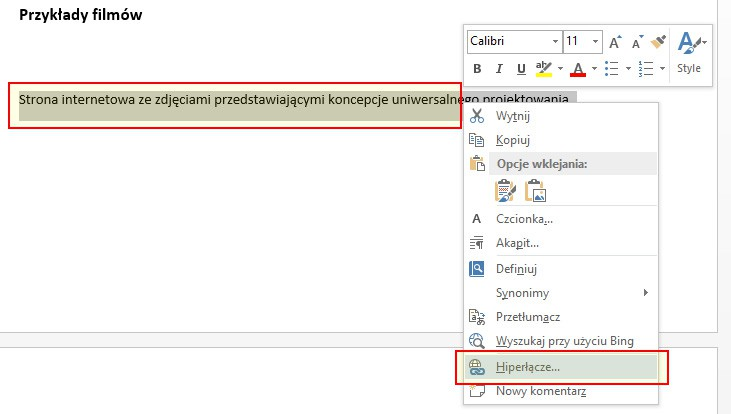 Przykłady filmów
Calibri 11 A A
B I U ab A Style
Strona internetowa ze zdjęciami przedstawiającymi koncepcje uniwersalnego projektowania
Wytnij
Kopiuj
Opcje wklejania:
A Czcionka...
Akapit...
Definiuj
Synonimy
Przetłumacz
Wyszukaj przy użyciu Bing
Hiperłącze...
Nowy komentarz